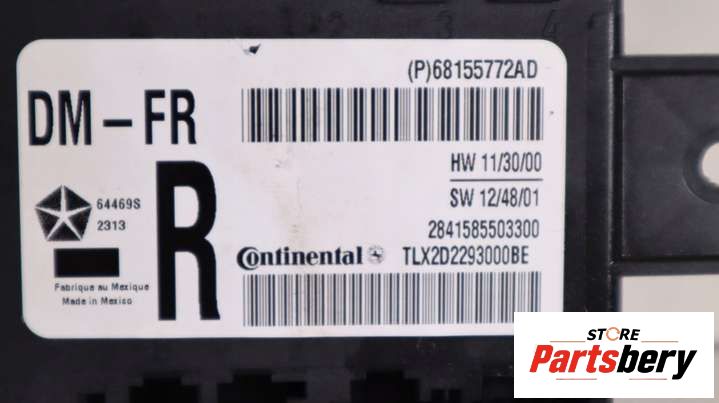 (P)68155772AD
DM-FR
R
HW 11/30/00
SW 12/48/01
64469S
2313
2841585503300
Continental
TLX2D2293000BE
Fabrique au Mexique
Made in Mexico
STORE
Partsbery